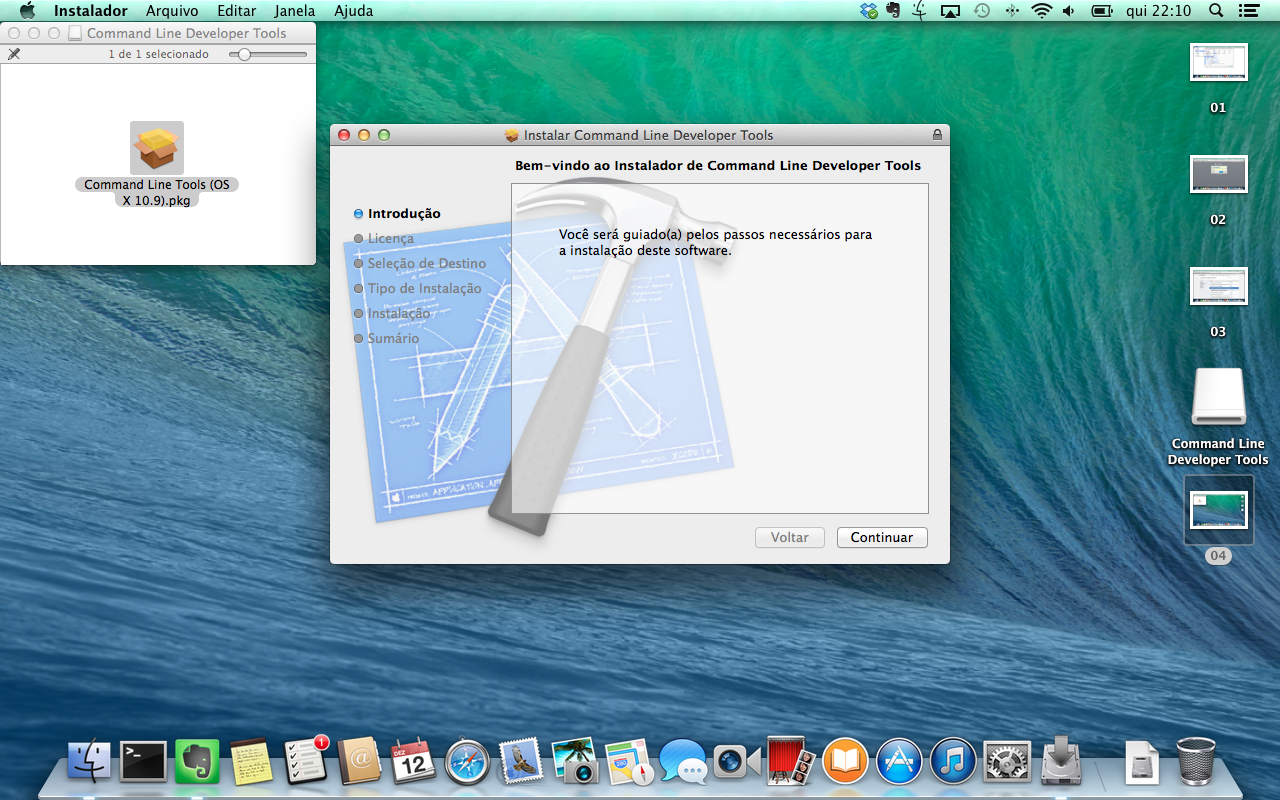 Instalador Arquivo Editar Janela Ajuda qui 22:10
Command Line Developer Tools
1 de 1 selecionado
Command Line Tools (OS
X 10.9).pkg
Instalar Command Line Developer Tools
Bem-vindo ao Instalador de Command Line Developer Tools
Introdução
Licença
Seleção de Destino
Tipo de Instalação
Instalação
Sumário
Você será guiado(a) pelos passos necessários para
a instalação deste software.
Voltar Continuar
01
02
03
Command Line
Developer Tools
04
>_
1
DEZ
12
280